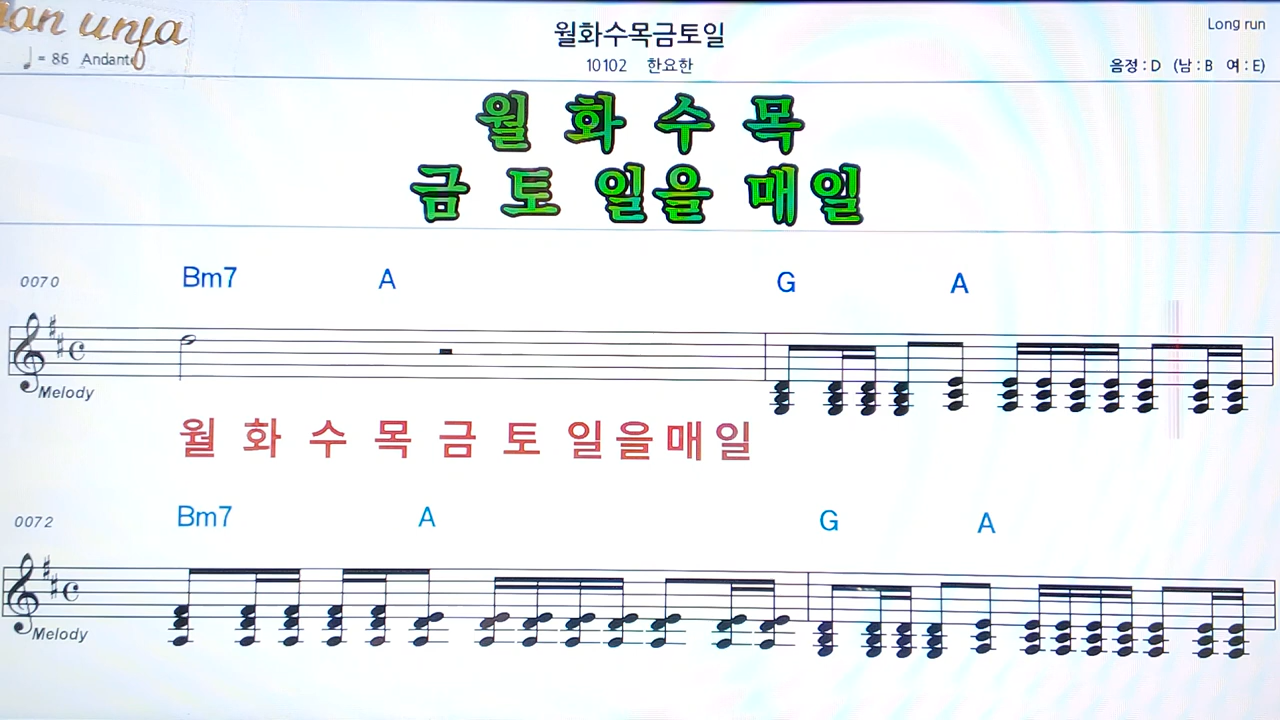 월화수목금토일
Long run
♩= 86 Andante
10102 한요한
음정 : D (남 : B 여 : E)
월 화 수 목
금 토 일을 매일
0070 Bm7 A G A
Melody
월 화 수 목 금 토 일을매일
0072 Bm7 A G A
Melody